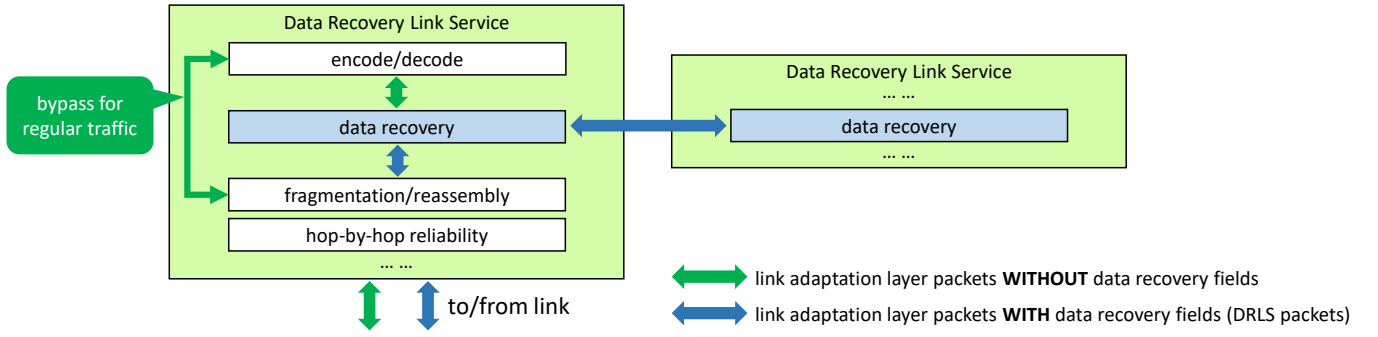 Data Recovery Link Service
encode/decode
bypass for
regular traffic
data recovery
fragmentation/reassembly
hop-by-hop reliability
... ...
to/from link
Data Recovery Link Service
... ...
data recovery
... ...
link adaptation layer packets WITHOUT data recovery fields
link adaptation layer packets WITH data recovery fields (DRLS packets)